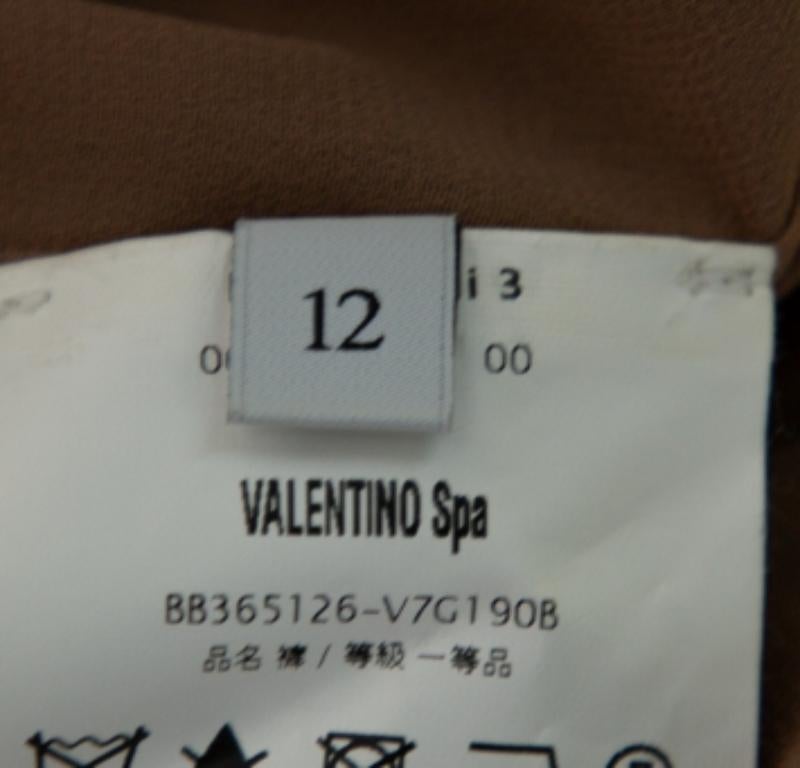 12
i 3
00
VALENTINO Spa
BB365126-V7G190B
品名 褲 / 等級 一等品